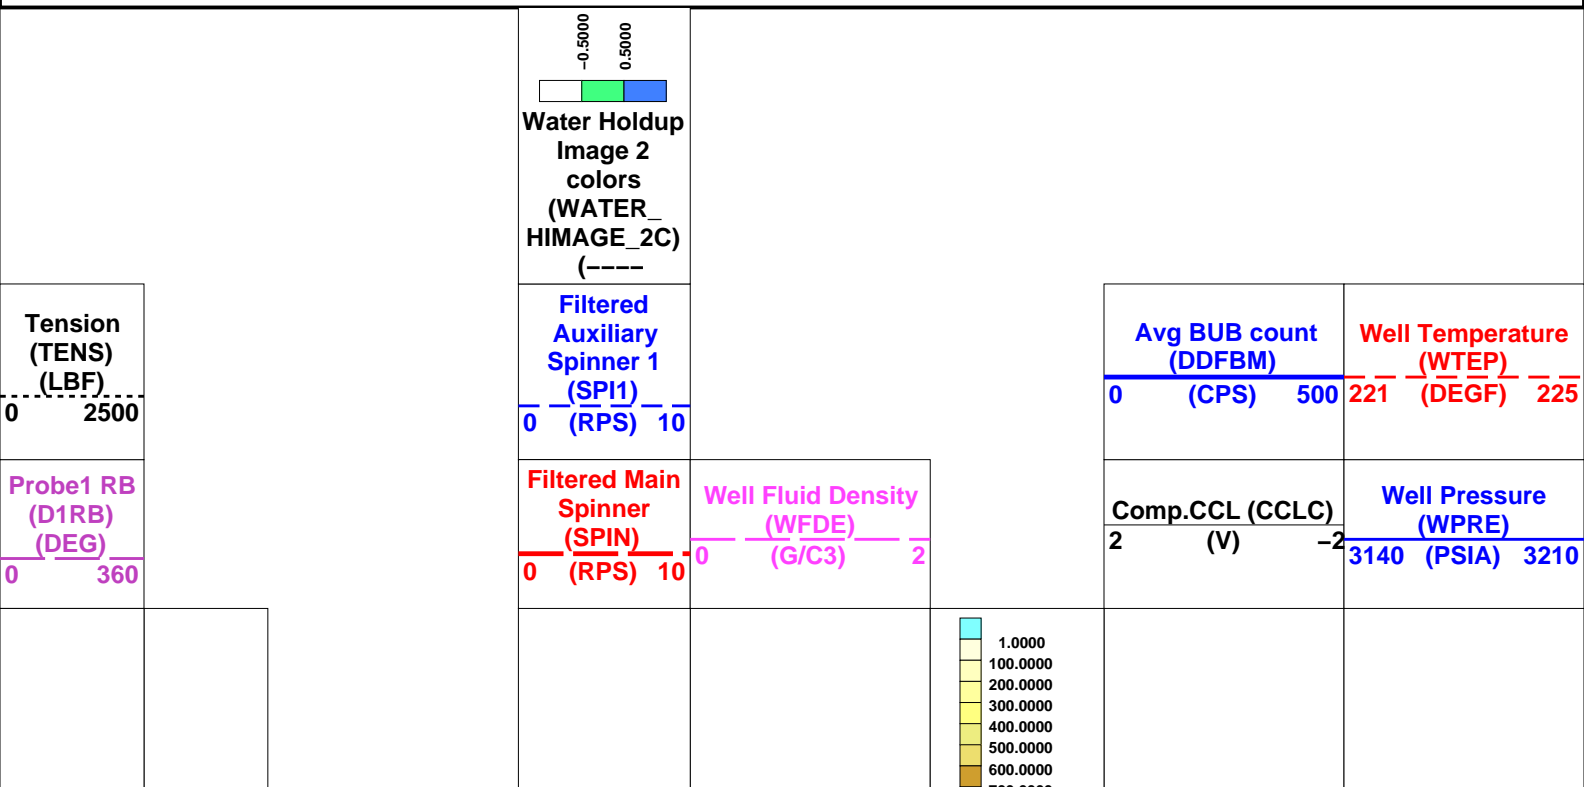 −0.5000
0.5000
Water Holdup
Image 2
colors
(WATER_
HIMAGE_2C)
(−−−−
Tension
(TENS)
(LBF)
0 2500
Filtered
Auxiliary
Spinner 1
(SPI1)
0 (RPS) 10
Avg BUB count
(DDFBM)
0 (CPS) 500
Well Temperature
(WTEP)
221 (DEGF) 225
Probe1 RB
(D1RB)
(DEG)
0 360
Filtered Main
Spinner
(SPIN)
0 (RPS) 10
Well Fluid Density
(WFDE)
0 (G/C3) 2
Comp.CCL (CCLC)
2 (V) −2
Well Pressure
(WPRE)
3140 (PSIA) 3210
1.0000
100.0000
200.0000
300.0000
400.0000
500.0000
600.0000